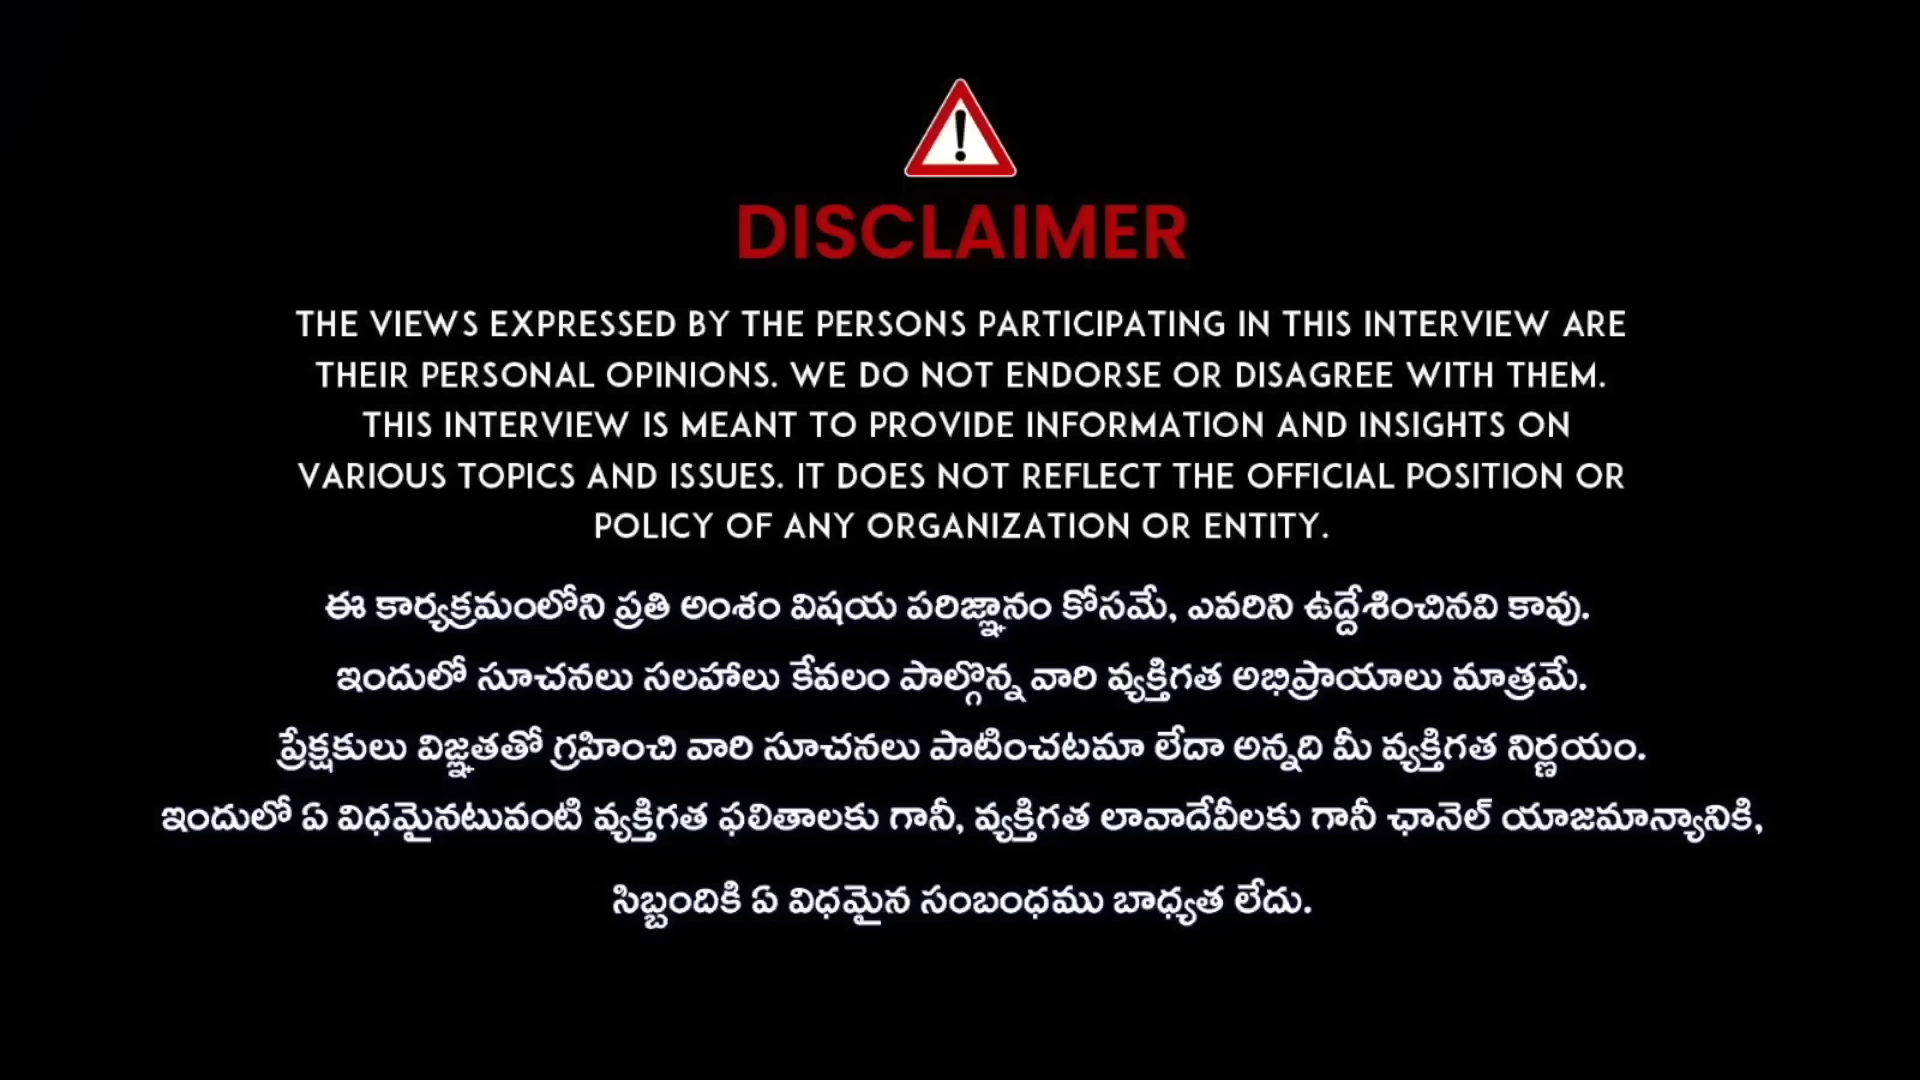 DISCLAIMER
THE VIEWS EXPRESSED BY THE PERSONS PARTICIPATING IN THIS INTERVIEW ARE
THEIR PERSONAL OPINIONS. WE DO NOT ENDORSE OR DISAGREE WITH THEM.
THIS INTERVIEW IS MEANT TO PROVIDE INFORMATION AND INSIGHTS ON
VARIOUS TOPICS AND ISSUES. IT DOES NOT REFLECT THE OFFICIAL POSITION OR
POLICY OF ANY ORGANIZATION OR ENTITY.
ఈ కార్యక్రమంలోని ప్రతి అంశం విషయ పరిజ్ఞానం కోసమే, ఎవరిని ఉద్దేశించినవి కావు.
ఇందులో సూచనలు సలహాలు కేవలం పాల్గొన్న వారి వ్యక్తిగత అభిప్రాయాలు మాత్రమే.
ప్రేక్షకులు విజ్ఞతతో గ్రహించి వారి సూచనలు పాటించటమా లేదా అన్నది మీ వ్యక్తిగత నిర్ణయం.
ఇందులో ఏ విధమైనటువంటి వ్యక్తిగత ఫలితాలకు గానీ, వ్యక్తిగత లావాదేవీలకు గానీ ఛానెల్ యాజమాన్యానికి,
సిబ్బందికి ఏ విధమైన సంబంధము బాధ్యత లేదు.